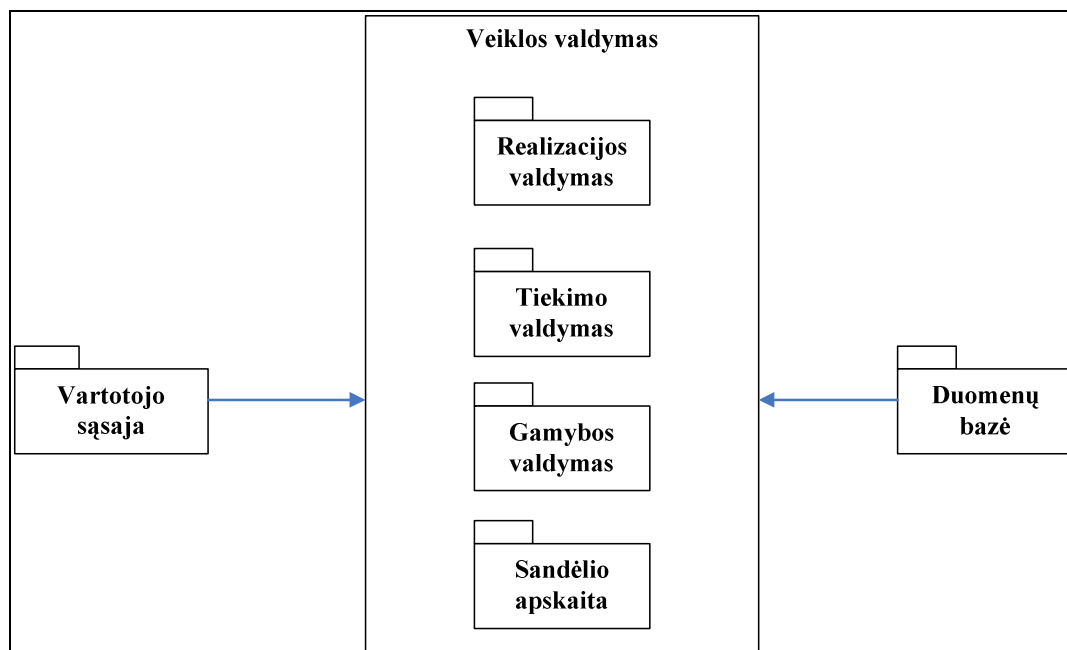 Veiklos valdymas
Realizacijos
valdymas
Tiekimo
valdymas
Vartotojo
sąsaja
Gamybos
valdymas
Duomenų
bazė
Sandėlio
apskaita